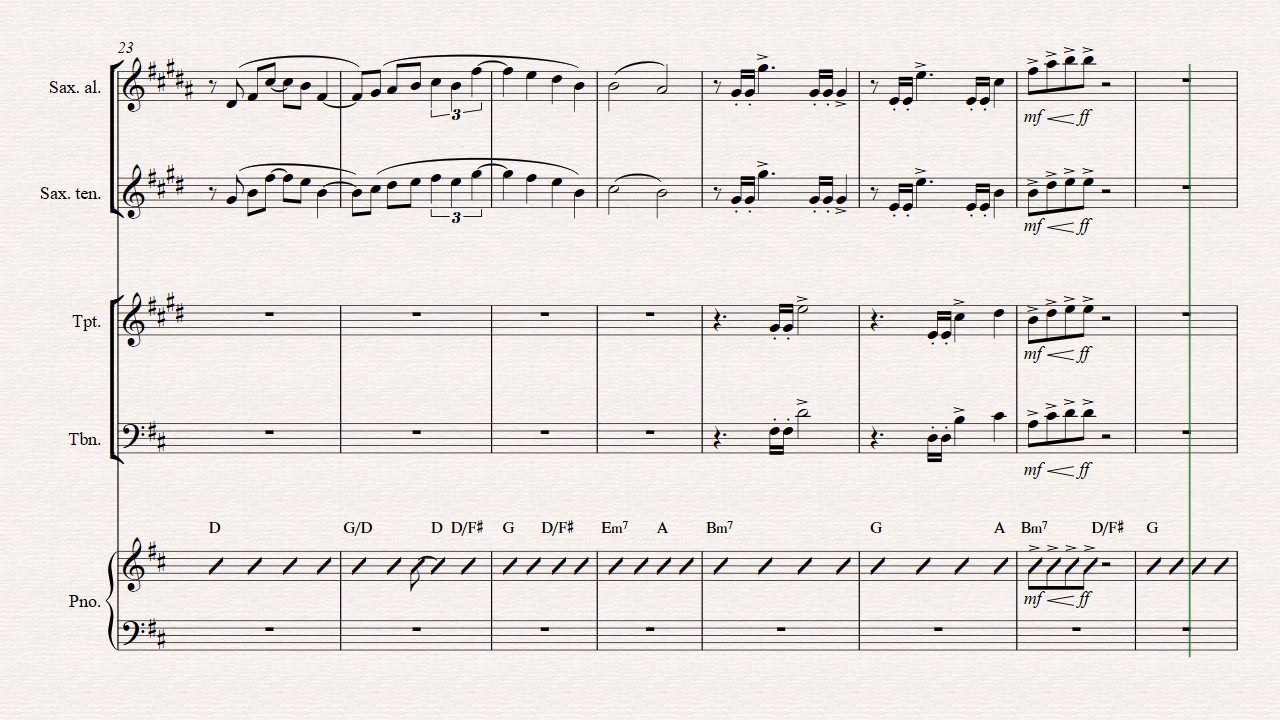 23
Sax. al.
3
mf ff
Sax. ten.
3
mf ff
Tpt.
mf ff
Tbn.
mf ff
D G/D D D/F♯ G D/F♯ Em7 A Bm7 G A Bm7 D/F♯ G
Pno.
mf ff